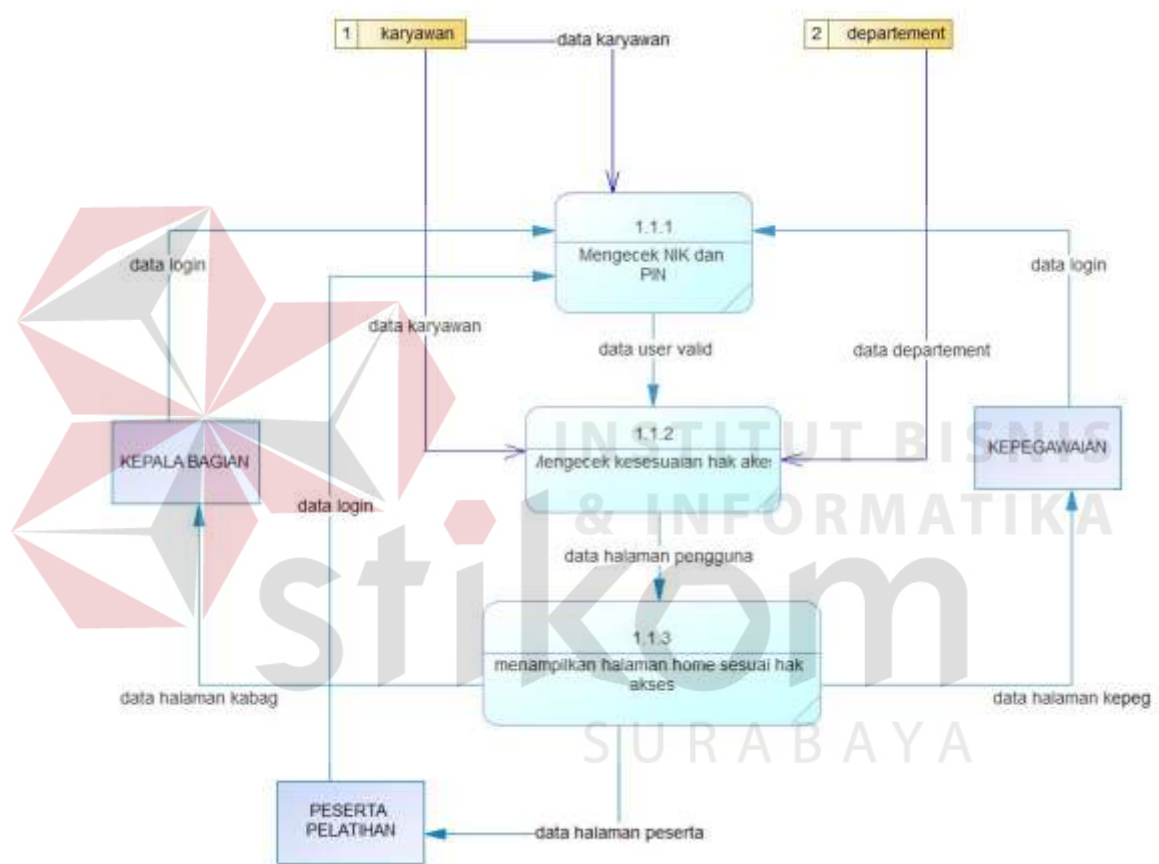 1 karyawan
data karyawan
2 departement
1.1.1
Mengecek NIK dan
PIN
data login
data login
data karyawan
data user valid
data departement
1.1.2
Mengecek kesesuaian hak akes
KEPALA BAGIAN
KEPEGAWAIAN
INSTITUT BISNIS
& INFORMATIKA
stikom
SURABAYA
data login
data halaman pengguna
1.1.3
menampilkan halaman home sesuai hak
akses
data halaman kabag
data halaman kepeg
PESERTA
PELATIHAN
data halaman peserta